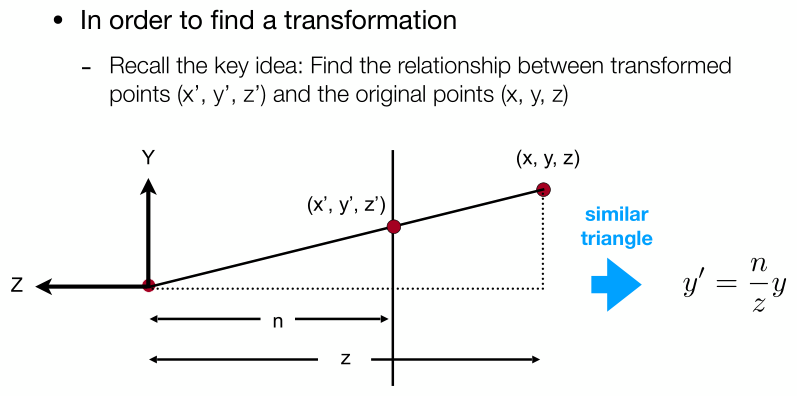 • In order to find a transformation
- Recall the key idea: Find the relationship between transformed
points (x’, y’, z’) and the original points (x, y, z)
Y
(x, y, z)
(x’, y’, z’)
similar
triangle
Z
y′ = n/z y
n
z